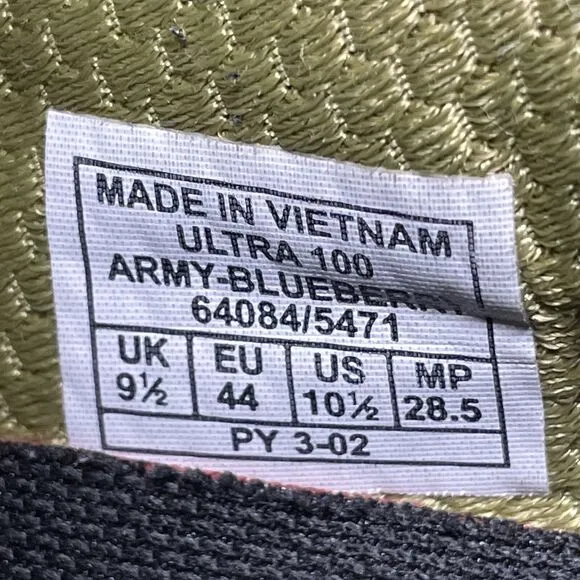 MADE IN VIETNAM
ULTRA 100
ARMY-BLUEBERRY
64084/5471
UK EU US MP
9½ 44 10½ 28.5
PY 3-02